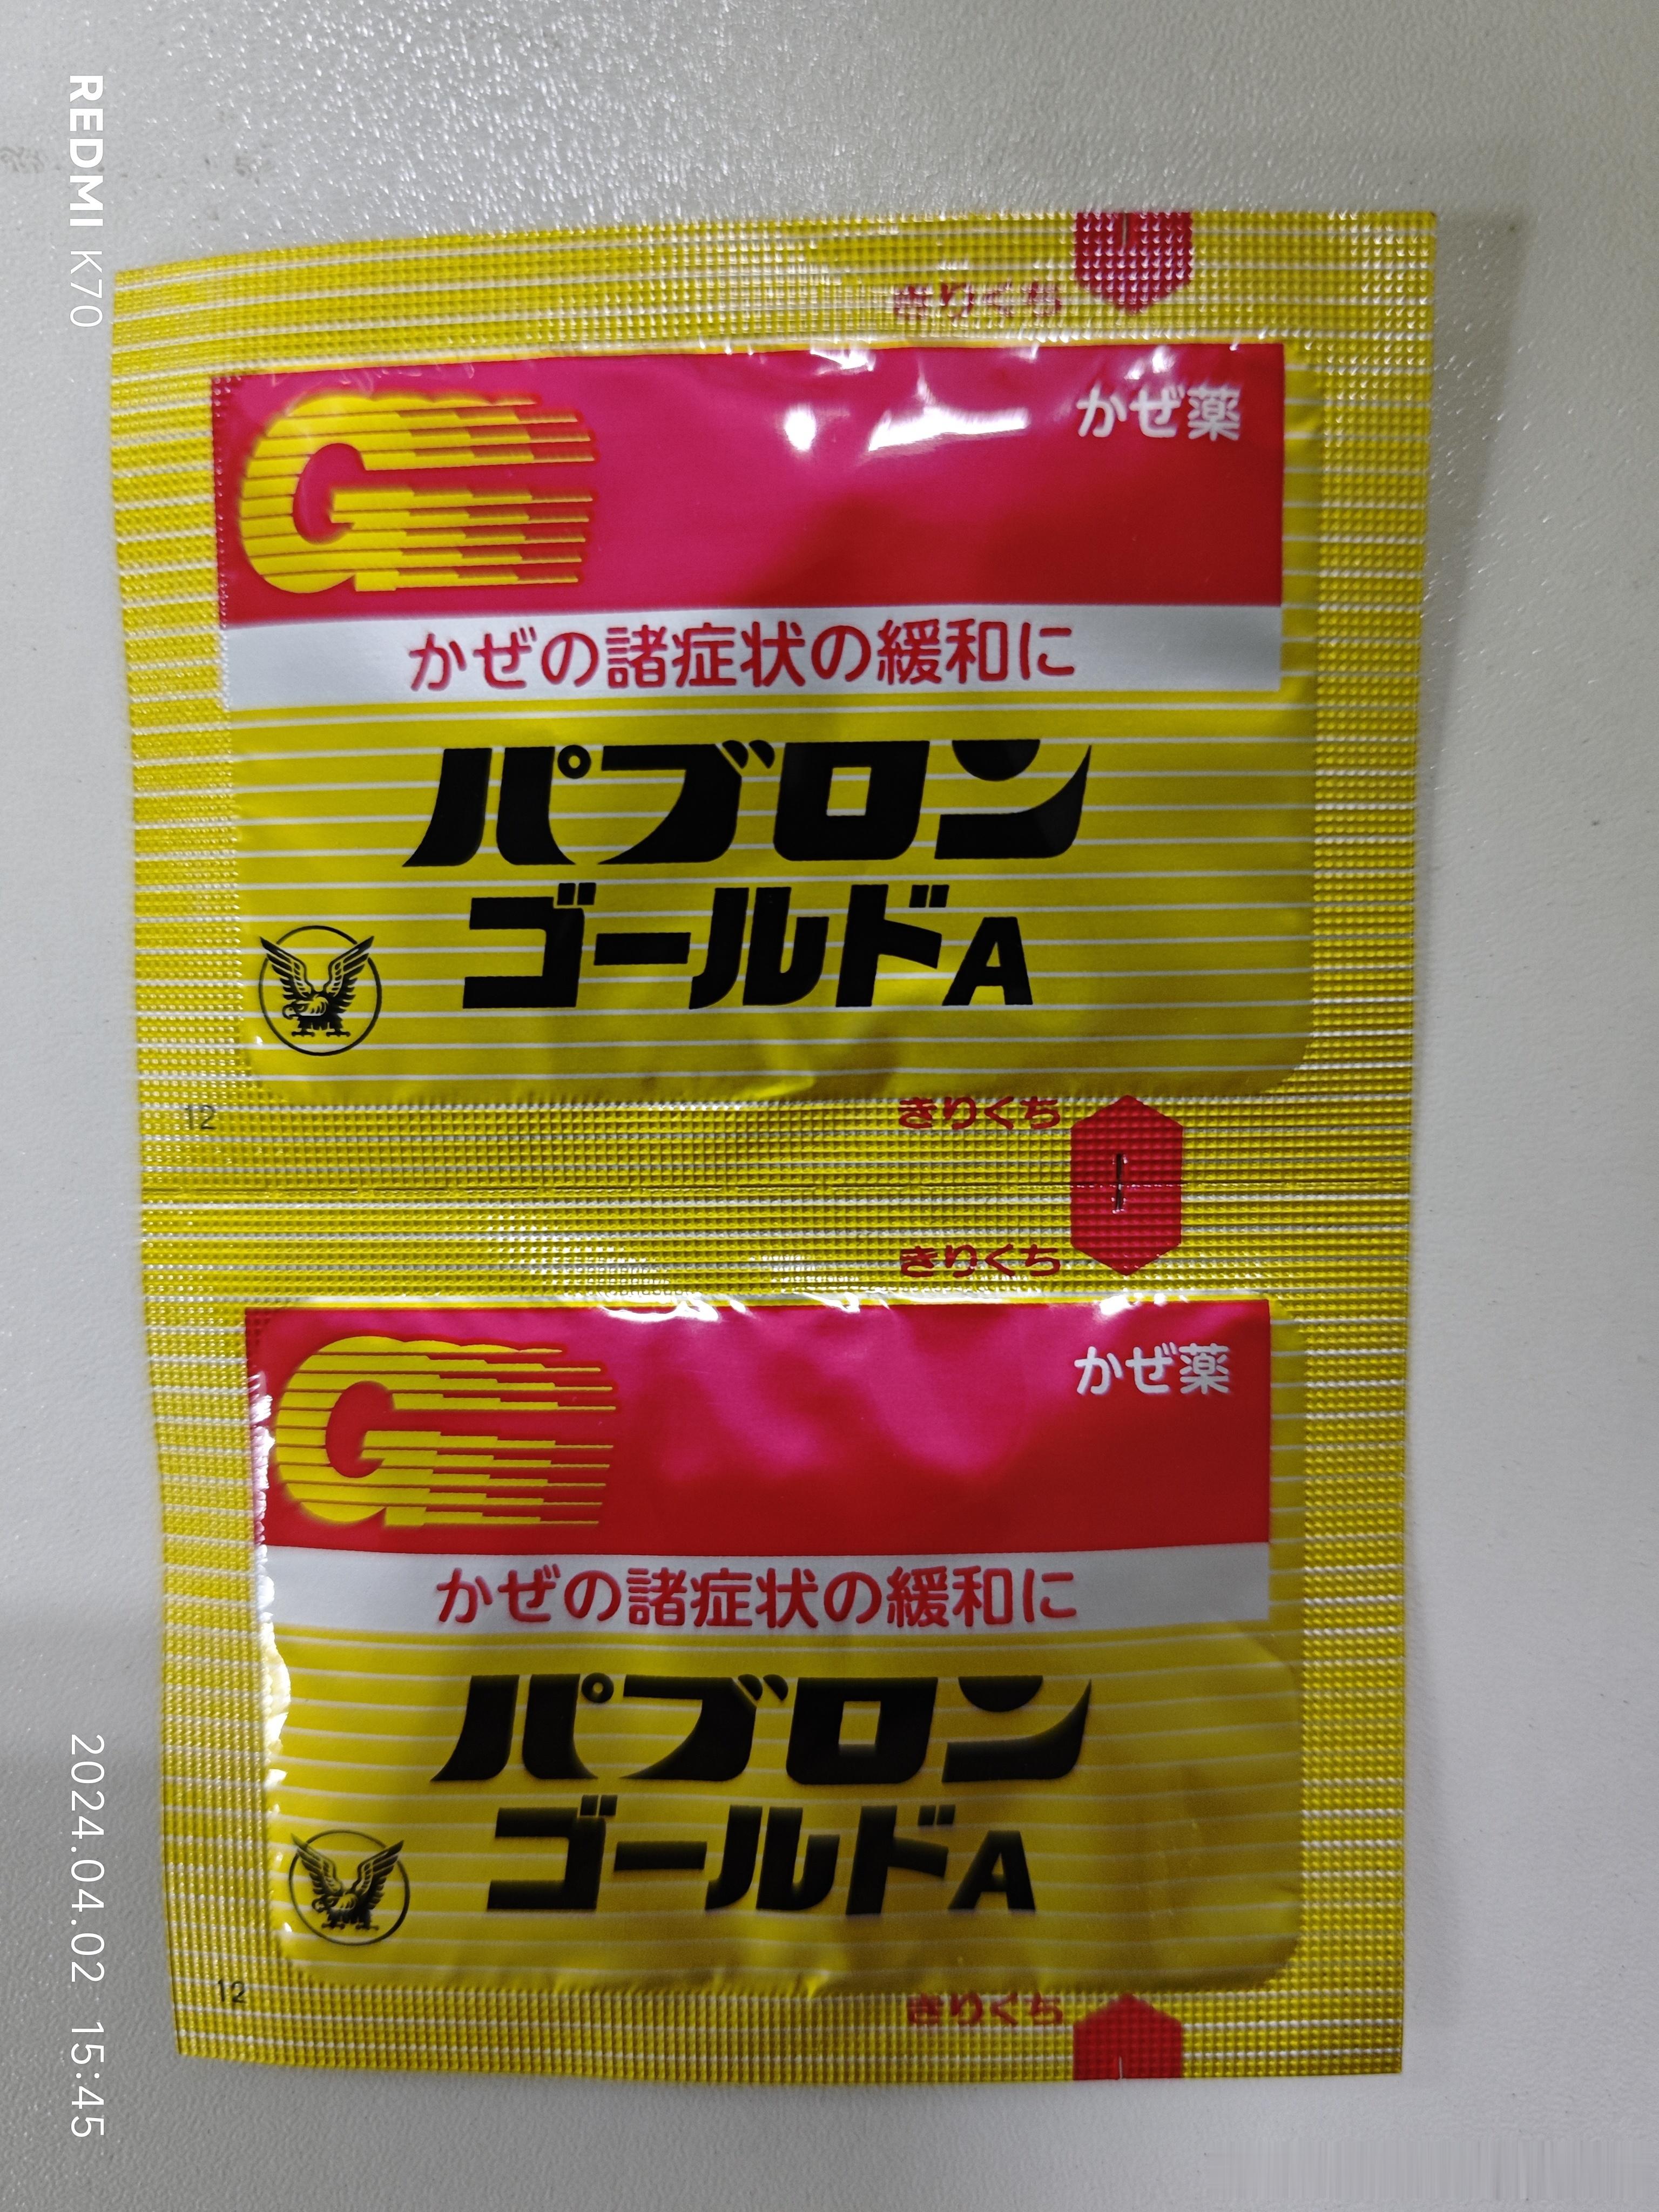 きりくち
G
かぜ薬
かぜの諸症状の緩和に
パブロン
ゴールドA
12
きりくち
きりくち
G
かぜ薬
かぜの諸症状の緩和に
パブロン
ゴールドA
12
きりくち
REDMI K70
2024.04.02 15:45